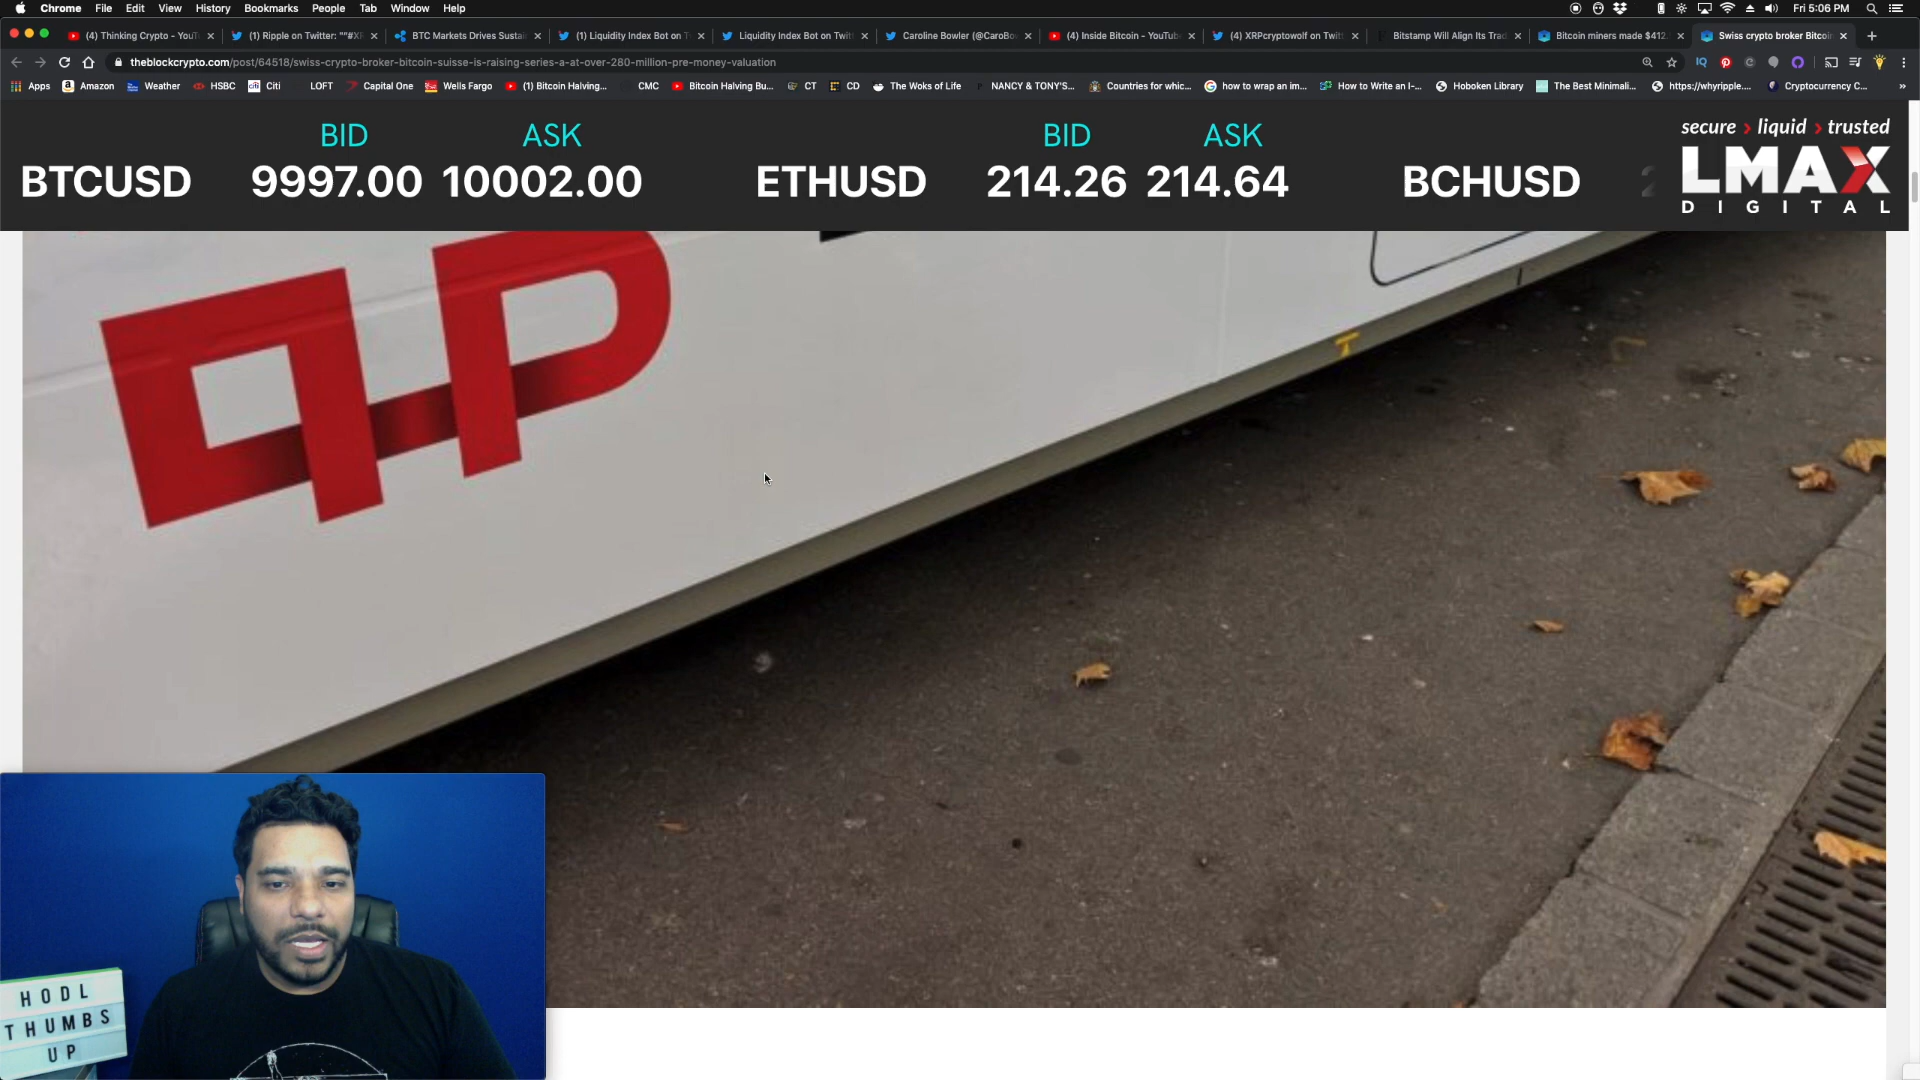 Chrome File Edit View History Bookmarks People Tab Window Help Fri 5:06 PM
(4) Thinking Crypto - YouTu (1) Ripple on Twitter: ""#XR BTC Markets Drives Sustai (1) Liquidity Index Bot on T Liquidity Index Bot on Twitt Caroline Bowler (@CaroBo (4) Inside Bitcoin - YouTub (4) XRPcryptowolf on Twitt Bitstamp Will Align Its Trad Bitcoin miners made $412. Swiss crypto broker Bitcoin
theblockcrypto.com/post/64518/swiss-crypto-broker-bitcoin-suisse-is-raising-series-a-at-over-280-million-pre-money-valuation
Apps Amazon Weather HSBC Citi LOFT Capital One Wells Fargo (1) Bitcoin Halving... CMC Bitcoin Halving Bu... CT CD The Woks of Life NANCY & TONY'S... Countries for whic... how to wrap an im... How to Write an I-... Hoboken Library The Best Minimali... https://whyripple.... Cryptocurrency C... »
BID ASK BID ASK
BTCUSD 9997.00 10002.00 ETHUSD 214.26 214.64 BCHUSD
secure › liquid › trusted
LMAX
DIGITAL
HODL
THUMBS
UP